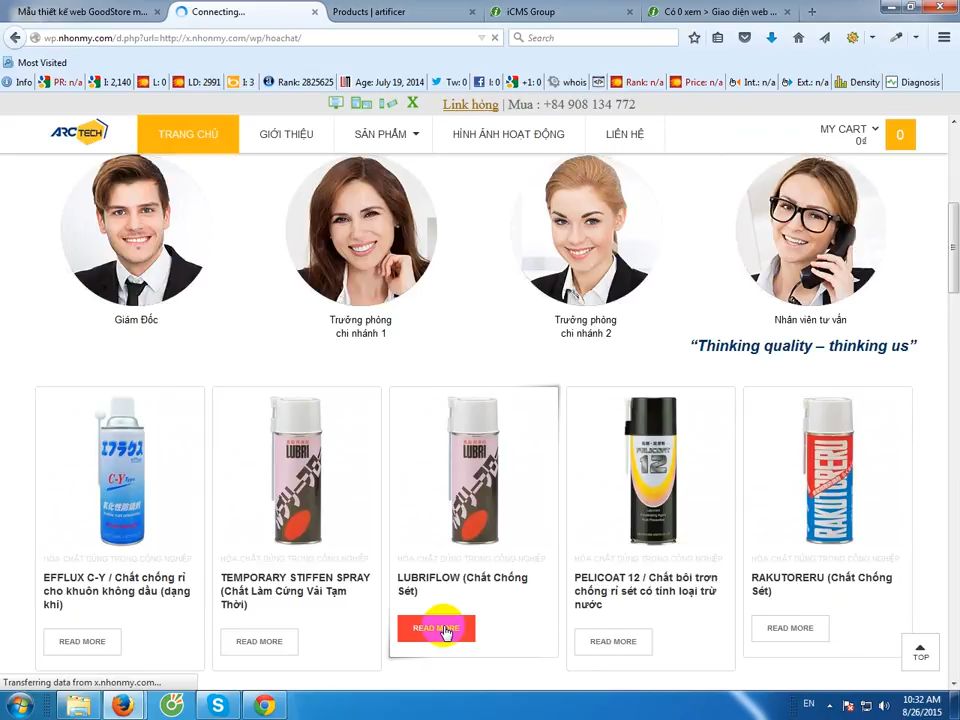 Mẫu thiết kế web GoodStore m...
Connecting...
Products | artificer
iCMS Group
Có 0 xem > Giao diện web ...
wp.nhonmy.com/d.php?url=http://x.nhonmy.com/wp/hoachat/
Search
Most Visited
Info PR: n/a I: 2,140 L: 0 LD: 2991 I: 3 Rank: 2825625 Age: July 19, 2014 Tw: 0 l: 0 +1: 0 whois Rank: n/a Price: n/a Int.: n/a Ext.: n/a Density Diagnosis
Link hỏng | Mua : +84 908 134 772
ARCTECH
TRANG CHỦ GIỚI THIỆU SẢN PHẨM HÌNH ẢNH HOẠT ĐỘNG LIÊN HỆ
MY CART
0₫
0
Giám Đốc
Trưởng phòng
chi nhánh 1
Trưởng phòng
chi nhánh 2
Nhân viên tư vấn
“Thinking quality – thinking us”
エフラクス
C-Y Type
LUBRI
LUBRI
PELICOAT
12
RAKUTORERU
HÓA CHẤT DÙNG TRONG CÔNG NGHIỆP
EFFLUX C-Y / Chất chống rỉ
cho khuôn không dầu (dạng
khí)
READ MORE
HÓA CHẤT DÙNG TRONG CÔNG NGHIỆP
TEMPORARY STIFFEN SPRAY
(Chất Làm Cứng Vải Tạm
Thời)
READ MORE
HÓA CHẤT DÙNG TRONG CÔNG NGHIỆP
LUBRIFLOW (Chất Chống
Sét)
READ MORE
HÓA CHẤT DÙNG TRONG CÔNG NGHIỆP
PELICOAT 12 / Chất bôi trơn
chống rỉ sét có tính loại trừ
nước
READ MORE
HÓA CHẤT DÙNG TRONG CÔNG NGHIỆP
RAKUTORERU (Chất Chống
Sét)
READ MORE
TOP
Transferring data from x.nhonmy.com...
EN
10:32 AM
8/26/2015